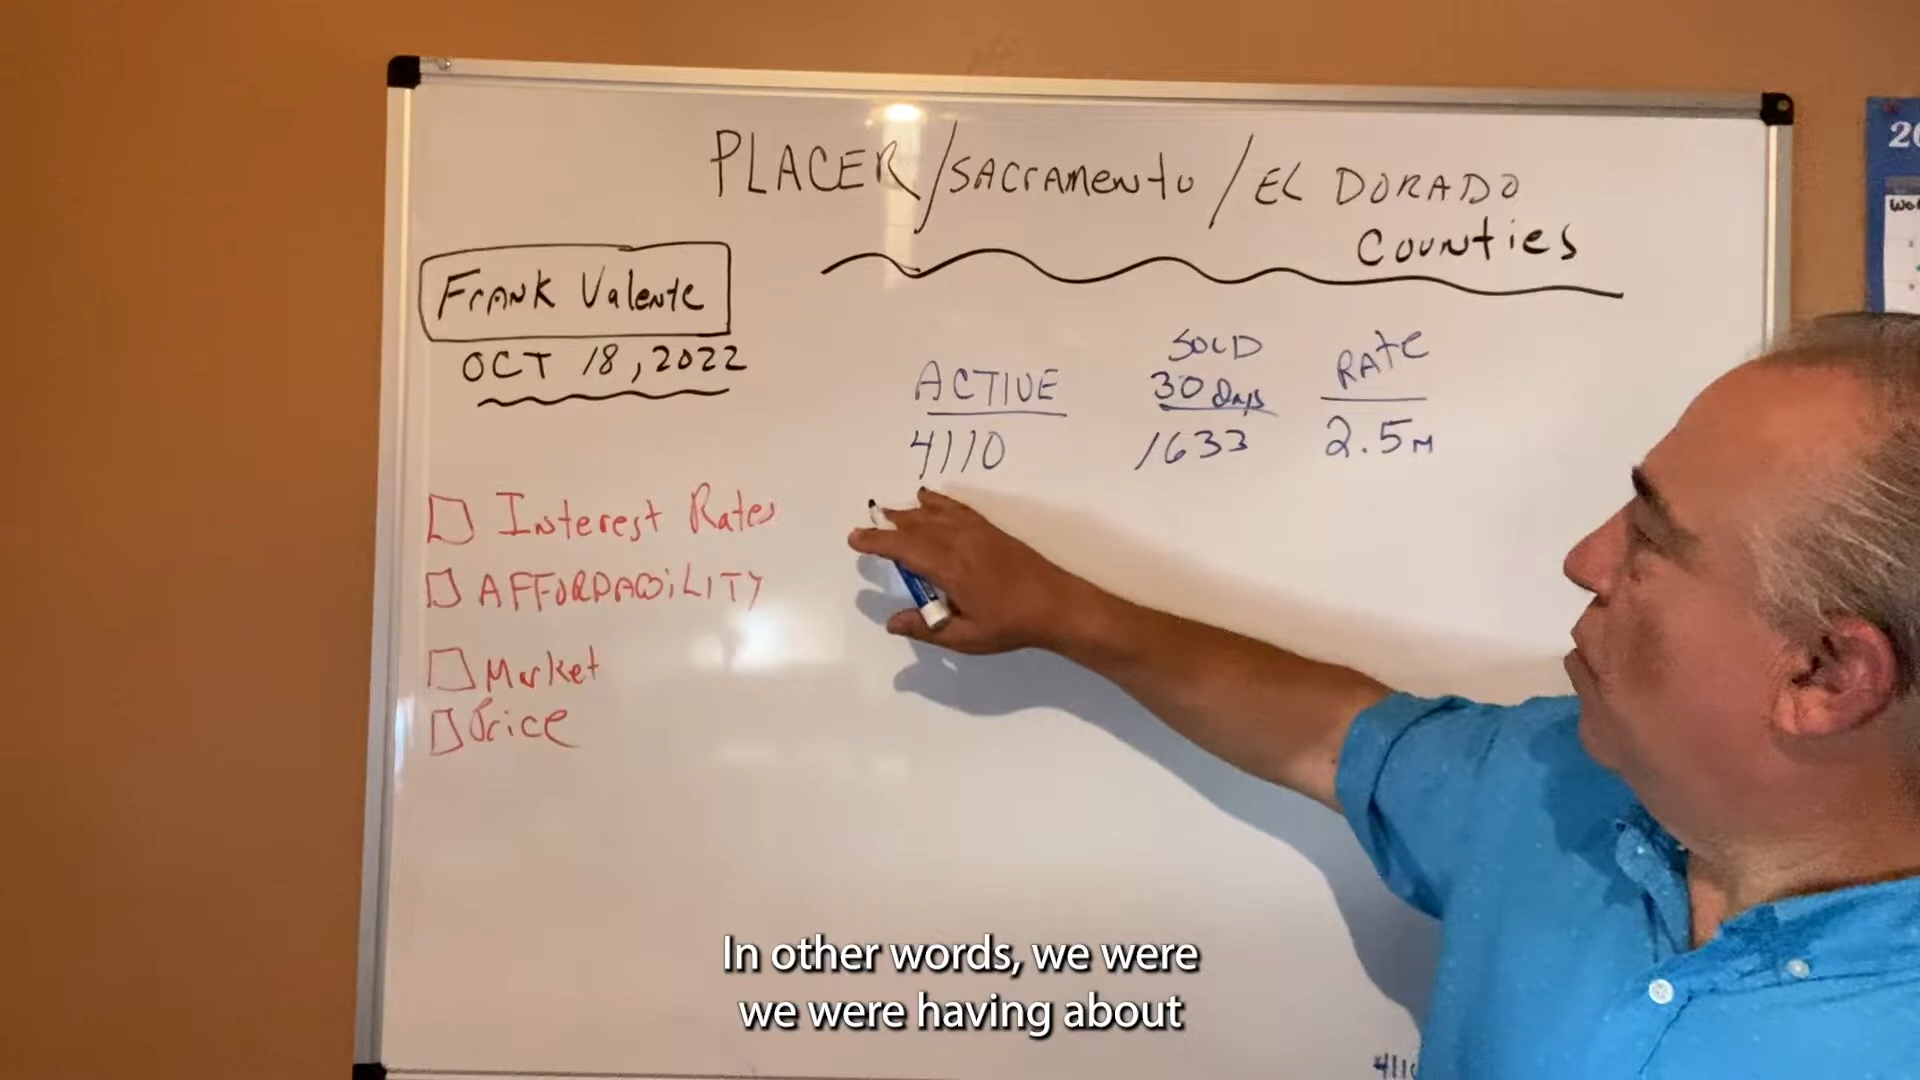 PLACER/SACRAMENTO/EL DORADO
COUNTIES
FRANK Valente
OCT 18, 2022
ACTIVE
4110
SOLD
30 Days
1633
RATE
2.5M
Interest Rates
AFFORDABILITY
Market
Price
In other words, we were
we were having about